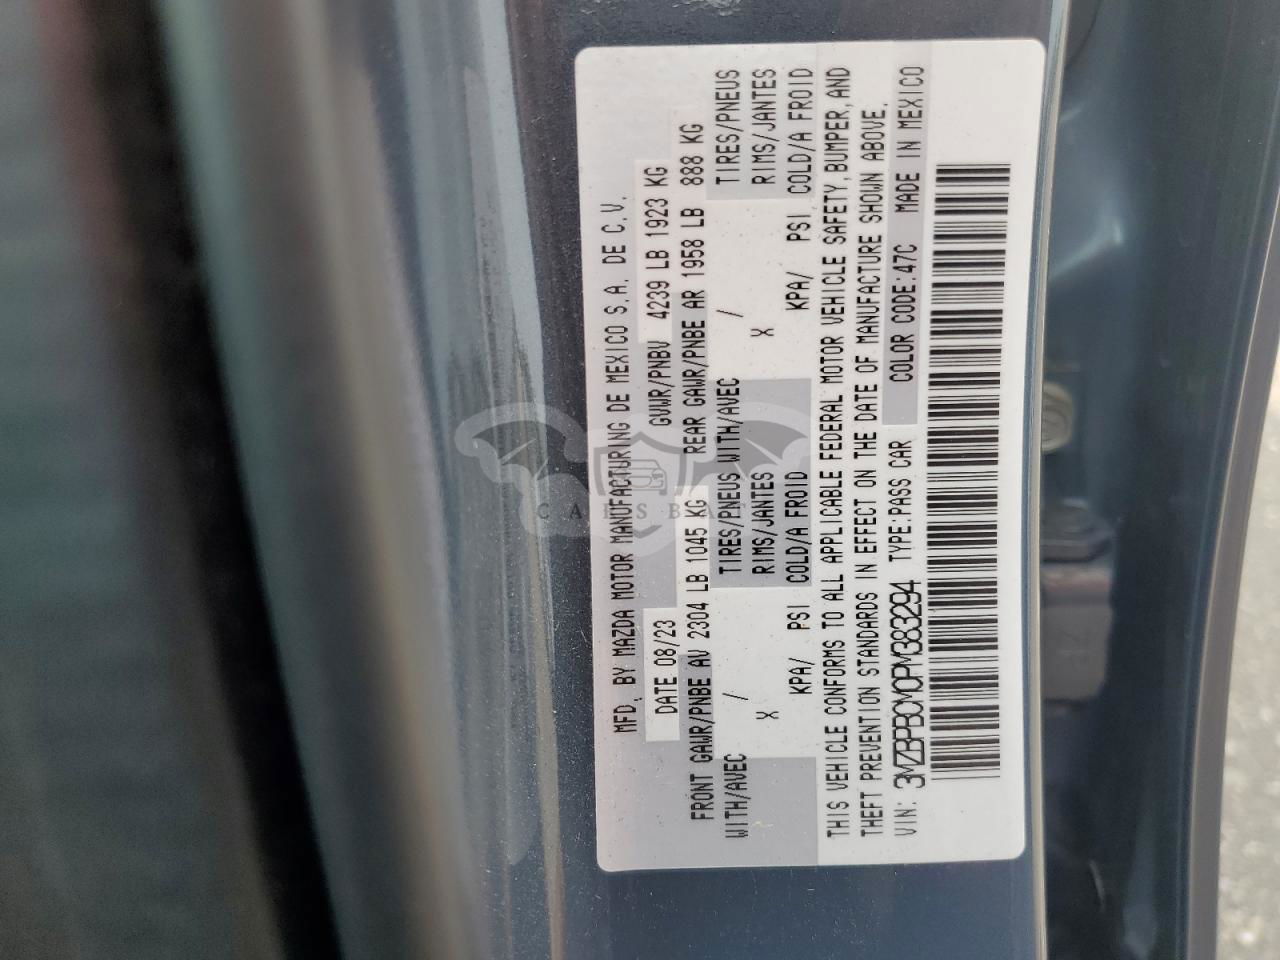 MFD. BY MAZDA MOTOR MANUFACTURING DE MEXICO S.A. DE C.V.
DATE 08/23 GVWR/PNBV 4239 LB 1923 KG
FRONT GAWR/PNBE AV 2304 LB 1045 KG REAR GAWR/PNBE AR 1958 LB 888 KG
WITH/AVEC / TIRES/PNEUS WITH/AVEC / TIRES/PNEUS
X RIMS/JANTES X RIMS/JANTES
KPA/ PSI COLD/A FROID KPA/ PSI COLD/A FROID
THIS VEHICLE CONFORMS TO ALL APPLICABLE FEDERAL MOTOR VEHICLE SAFETY, BUMPER, AND
THEFT PREVENTION STANDARDS IN EFFECT ON THE DATE OF MANUFACTURE SHOWN ABOVE.
VIN: 3MZBPBCM0PM383294 TYPE:PASS CAR COLOR CODE:47C MADE IN MEXICO
CARSBAT